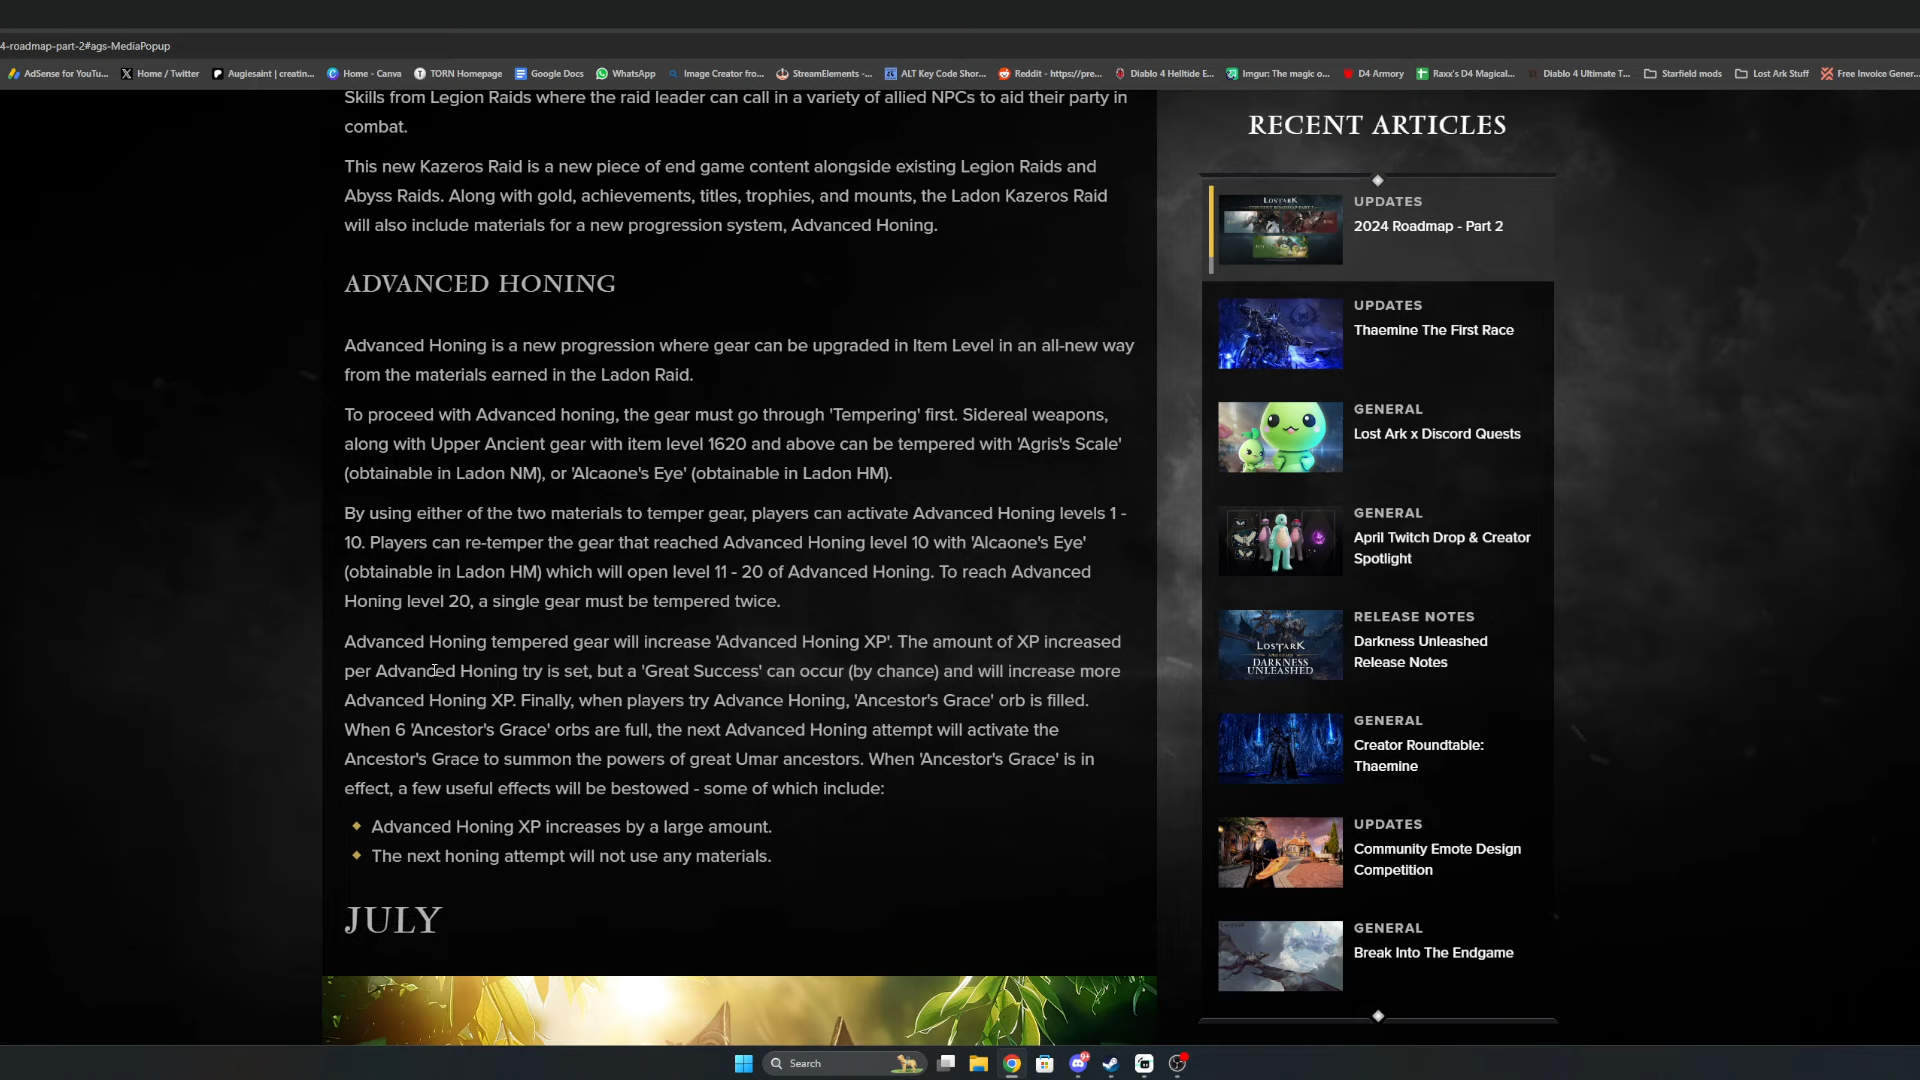 4-roadmap-part-2#ags-MediaPopup
AdSense for YouTu... Home / Twitter Augiesaint | creatin... Home - Canva TORN Homepage Google Docs WhatsApp Image Creator fro... StreamElements -... ALT Key Code Shor... Reddit - https://pre... Diablo 4 Helltide E... Imgur: The magic o... D4 Armory Raxx's D4 Magical... Diablo 4 Ultimate T... Starfield mods Lost Ark Stuff Free Invoice Gener...
Skills from Legion Raids where the raid leader can call in a variety of allied NPCs to aid their party in
combat.
This new Kazeros Raid is a new piece of end game content alongside existing Legion Raids and
Abyss Raids. Along with gold, achievements, titles, trophies, and mounts, the Ladon Kazeros Raid
will also include materials for a new progression system, Advanced Honing.
ADVANCED HONING
Advanced Honing is a new progression where gear can be upgraded in Item Level in an all-new way
from the materials earned in the Ladon Raid.
To proceed with Advanced honing, the gear must go through 'Tempering' first. Sidereal weapons,
along with Upper Ancient gear with item level 1620 and above can be tempered with 'Agris's Scale'
(obtainable in Ladon NM), or 'Alcaone's Eye' (obtainable in Ladon HM).
By using either of the two materials to temper gear, players can activate Advanced Honing levels 1 -
10. Players can re-temper the gear that reached Advanced Honing level 10 with 'Alcaone's Eye'
(obtainable in Ladon HM) which will open level 11 - 20 of Advanced Honing. To reach Advanced
Honing level 20, a single gear must be tempered twice.
Advanced Honing tempered gear will increase 'Advanced Honing XP'. The amount of XP increased
per Advanced Honing try is set, but a 'Great Success' can occur (by chance) and will increase more
Advanced Honing XP. Finally, when players try Advance Honing, 'Ancestor's Grace' orb is filled.
When 6 'Ancestor's Grace' orbs are full, the next Advanced Honing attempt will activate the
Ancestor's Grace to summon the powers of great Umar ancestors. When 'Ancestor's Grace' is in
effect, a few useful effects will be bestowed - some of which include:
Advanced Honing XP increases by a large amount.
The next honing attempt will not use any materials.
JULY
RECENT ARTICLES
LOSTARK
UPDATES
2024 Roadmap - Part 2
UPDATES
Thaemine The First Race
GENERAL
Lost Ark x Discord Quests
GENERAL
April Twitch Drop & Creator
Spotlight
LOSTARK
DARKNESS
UNLEASHED
RELEASE NOTES
Darkness Unleashed
Release Notes
GENERAL
Creator Roundtable:
Thaemine
UPDATES
Community Emote Design
Competition
GENERAL
Break Into The Endgame
Search
9+